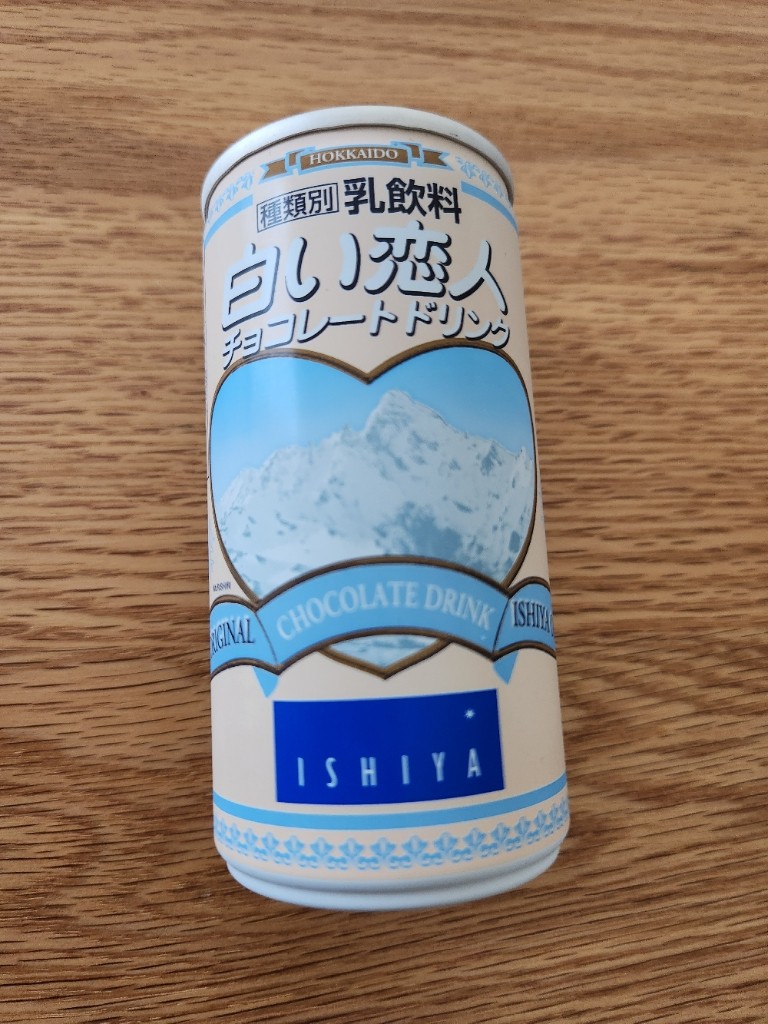 HOKKAIDO
種類別 乳飲料
白い恋人
チョコレートドリンク
CHOCOLATE DRINK
ISHIYA
ISHIYA